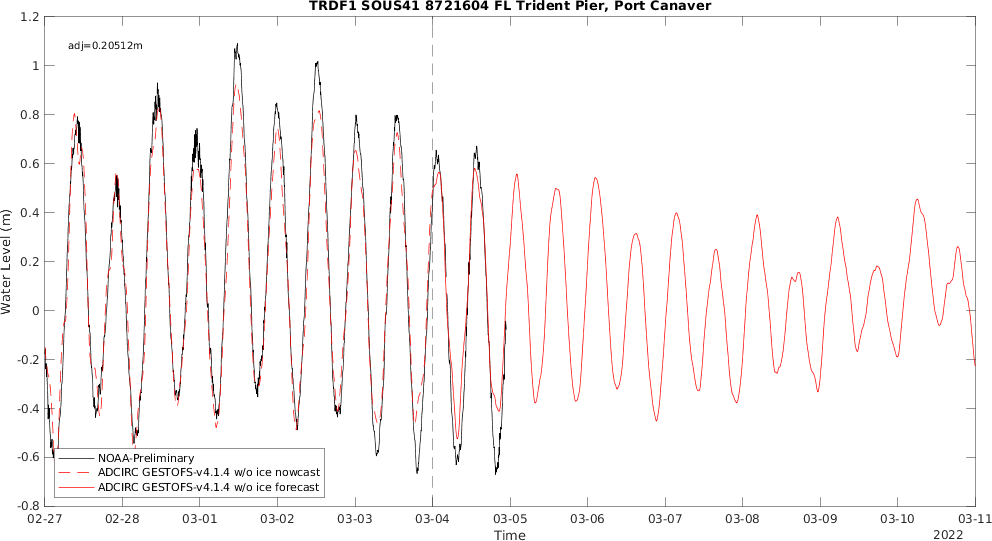 TRDF1 SOUS41 8721604 FL Trident Pier, Port Canaver
adj=0.20512m
Water Level (m)
1.2
1
0.8
0.6
0.4
0.2
0
-0.2
-0.4
-0.6
-0.8
NOAA-Preliminary
ADCIRC GESTOFS-v4.1.4 w/o ice nowcast
ADCIRC GESTOFS-v4.1.4 w/o ice forecast
02-27 02-28 03-01 03-02 03-03 03-04 03-05 03-06 03-07 03-08 03-09 03-10 03-11
Time
2022